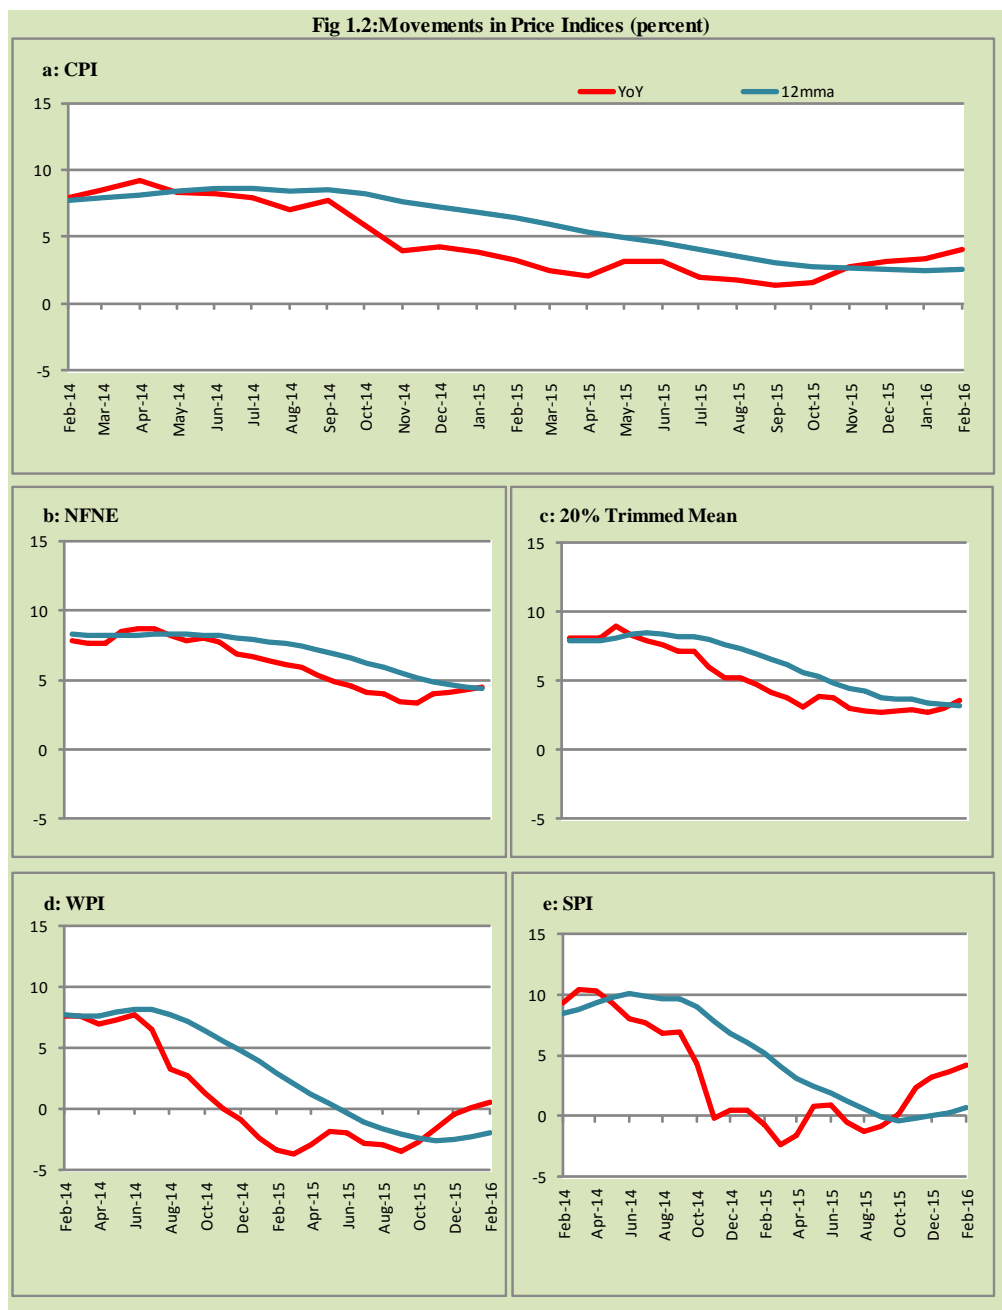 Fig 1.2:Movements in Price Indices (percent)
a: CPI
YoY 12mma
15
10
5
0
-5
Feb-14 Mar-14 Apr-14 May-14 Jun-14 Jul-14 Aug-14 Sep-14 Oct-14 Nov-14 Dec-14 Jan-15 Feb-15 Mar-15 Apr-15 May-15 Jun-15 Jul-15 Aug-15 Sep-15 Oct-15 Nov-15 Dec-15 Jan-16 Feb-16
b: NFNE
15
10
5
0
-5
c: 20% Trimmed Mean
15
10
5
0
-5
d: WPI
15
10
5
0
-5
Feb-14 Apr-14 Jun-14 Aug-14 Oct-14 Dec-14 Feb-15 Apr-15 Jun-15 Aug-15 Oct-15 Dec-15 Feb-16
e: SPI
15
10
5
0
-5
Feb-14 Apr-14 Jun-14 Aug-14 Oct-14 Dec-14 Feb-15 Apr-15 Jun-15 Aug-15 Oct-15 Dec-15 Feb-16